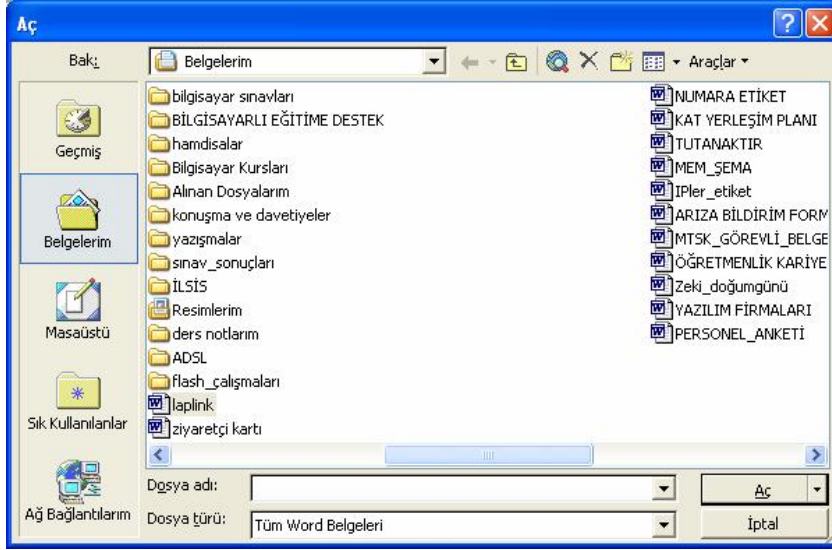 Aç
Bak:
Belgelerim
Araçlar
Geçmiş
Belgelerim
Masaüstü
Sık Kullanılanlar
Ağ Bağlantılarım
bilgisayar sınavları
BİLGİSAYARLI EĞİTİME DESTEK
hamdisalar
Bilgisayar Kursları
Alınan Dosyalarım
konuşma ve davetiyeler
yazışmalar
sınav_sonuçları
İLSİS
Resimlerim
ders notlarım
ADSL
flash_çalışmaları
laplink
ziyaretçi kartı
NUMARA ETİKET
KAT YERLEŞİM PLANI
TUTANAKTIR
MEM_ŞEMA
IPler_etiket
ARIZA BİLDİRİM FORM
MTSK_GÖREVLİ_BELGE
ÖĞRETMENLİK KARİYE
Zeki_doğumgünü
YAZILIM FİRMALARI
PERSONEL_ANKETİ
Dosya adı:
Aç
Dosya türü:
Tüm Word Belgeleri
İptal